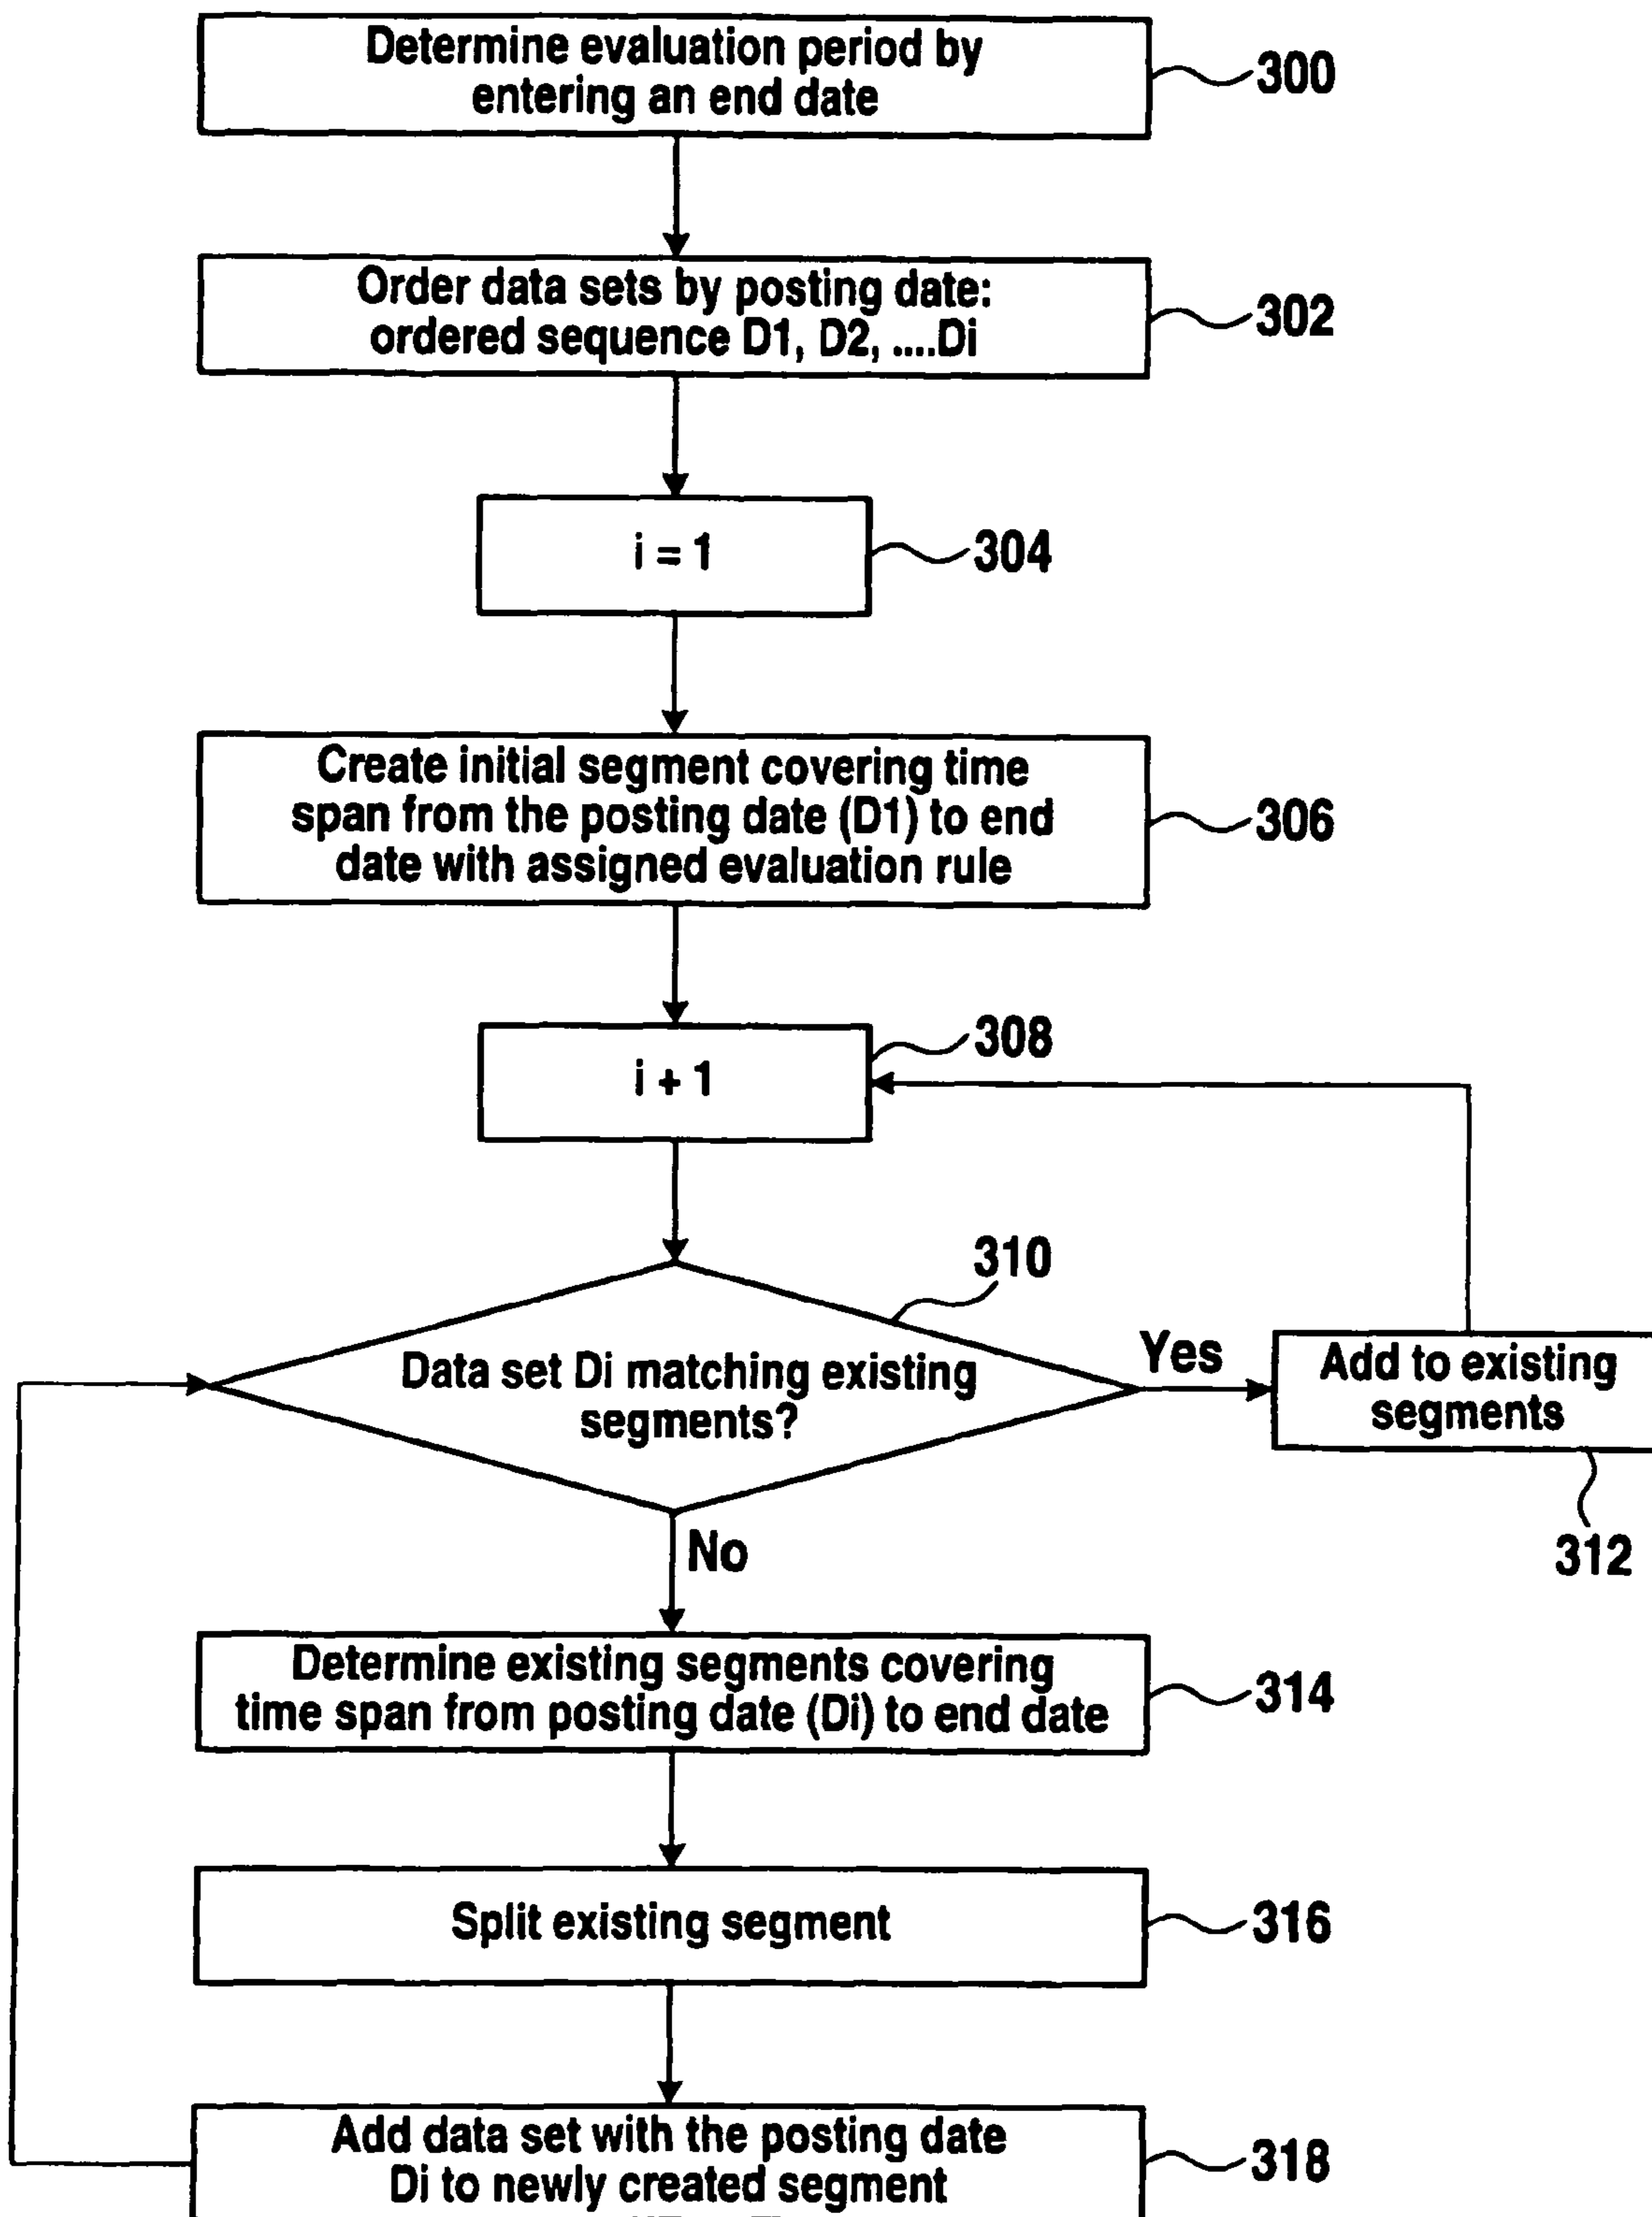 Determine evaluation period by
entering an end date
300
Order data sets by posting date:
ordered sequence D1, D2, ....Di
302
i = 1
304
Create initial segment covering time
span from the posting date (D1) to end
date with assigned evaluation rule
306
308
i + 1
310
Data set Di matching existing
segments?
Yes
Add to existing
segments
312
No
Determine existing segments covering
time span from posting date (Di) to end date
314
Split existing segment
316
Add data set with the posting date
Di to newly created segment
318